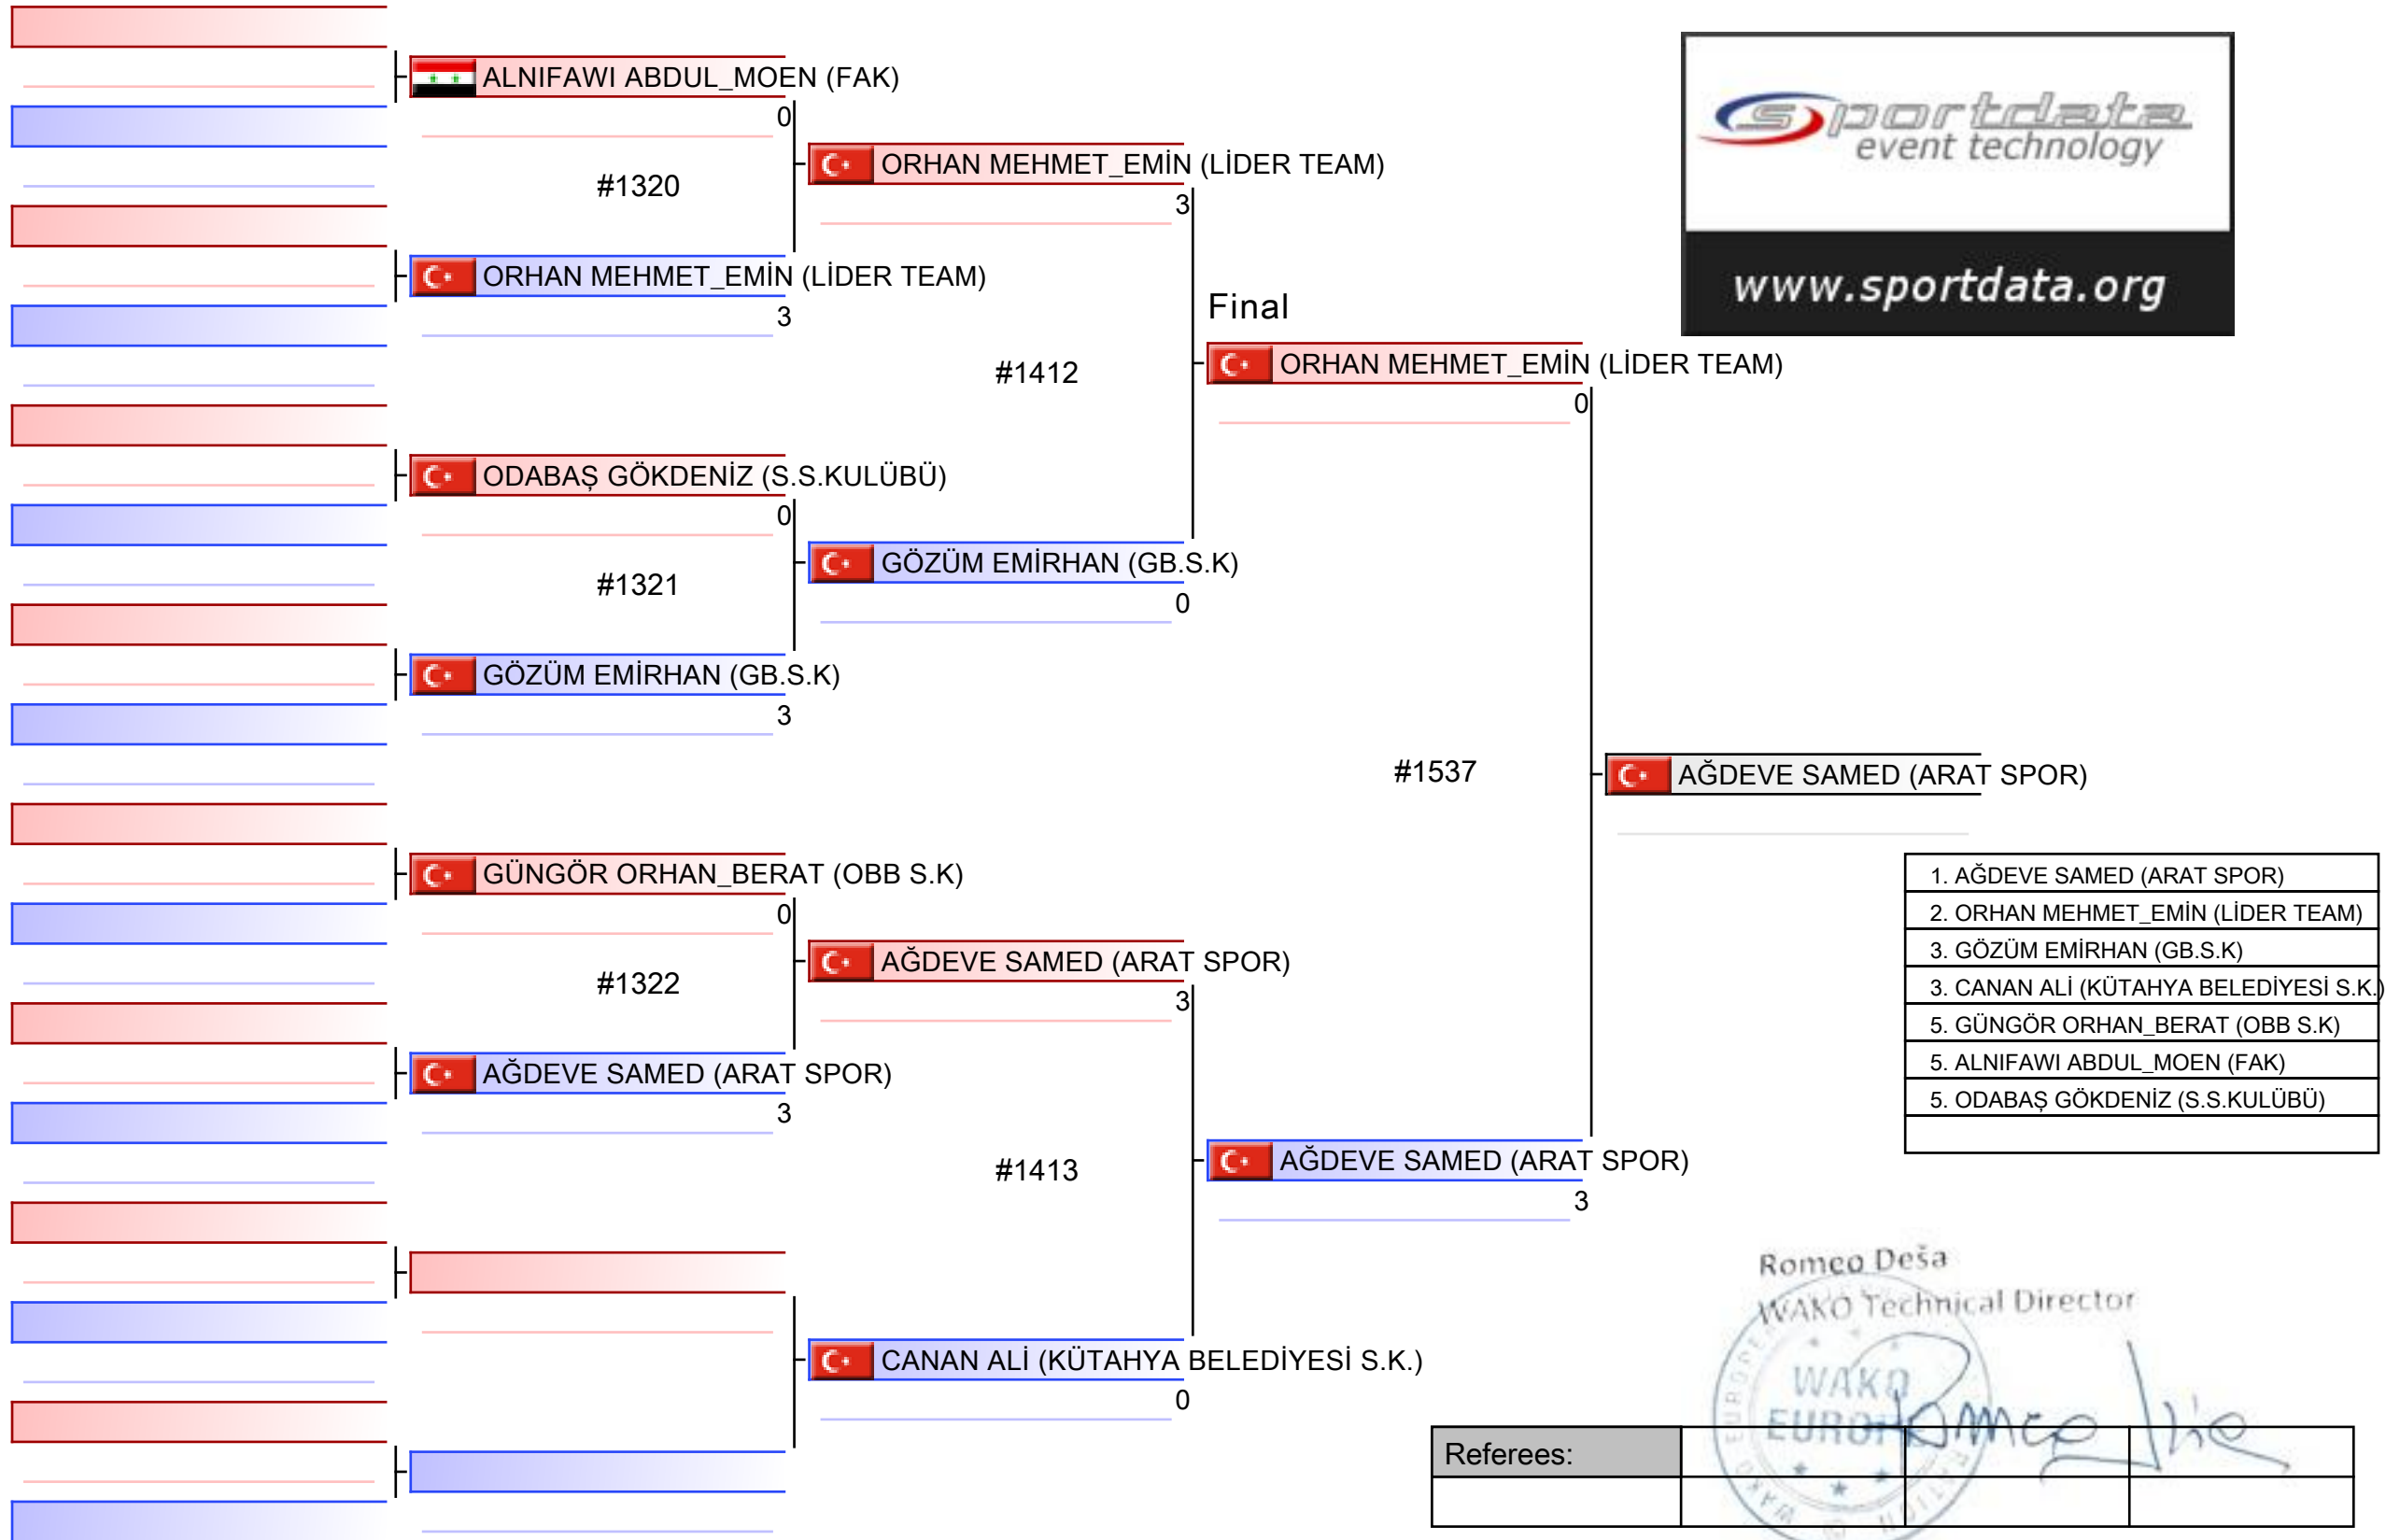 ALNIFAWI ABDUL_MOEN (FAK)
0
#1320
ORHAN MEHMET_EMİN (LİDER TEAM)
3
ODABAŞ GÖKDENİZ (S.S.KULÜBÜ)
0
#1321
GÖZÜM EMİRHAN (GB.S.K)
3
GÜNGÖR ORHAN_BERAT (OBB S.K)
0
#1322
AĞDEVE SAMED (ARAT SPOR)
3
ORHAN MEHMET_EMİN (LİDER TEAM)
3
#1412
GÖZÜM EMİRHAN (GB.S.K)
0
AĞDEVE SAMED (ARAT SPOR)
3
#1413
CANAN ALİ (KÜTAHYA BELEDİYESİ S.K.)
0
Final
ORHAN MEHMET_EMİN (LİDER TEAM)
0
#1537
AĞDEVE SAMED (ARAT SPOR)
3
AĞDEVE SAMED (ARAT SPOR)
sportdata
event technology
www.sportdata.org
1. AĞDEVE SAMED (ARAT SPOR)
2. ORHAN MEHMET_EMİN (LİDER TEAM)
3. GÖZÜM EMİRHAN (GB.S.K)
3. CANAN ALİ (KÜTAHYA BELEDİYESİ S.K.)
5. GÜNGÖR ORHAN_BERAT (OBB S.K)
5. ALNIFAWI ABDUL_MOEN (FAK)
5. ODABAŞ GÖKDENİZ (S.S.KULÜBÜ)
Romeo Deša
WAKO Technical Director
WAKO
EUROPE
Referees: